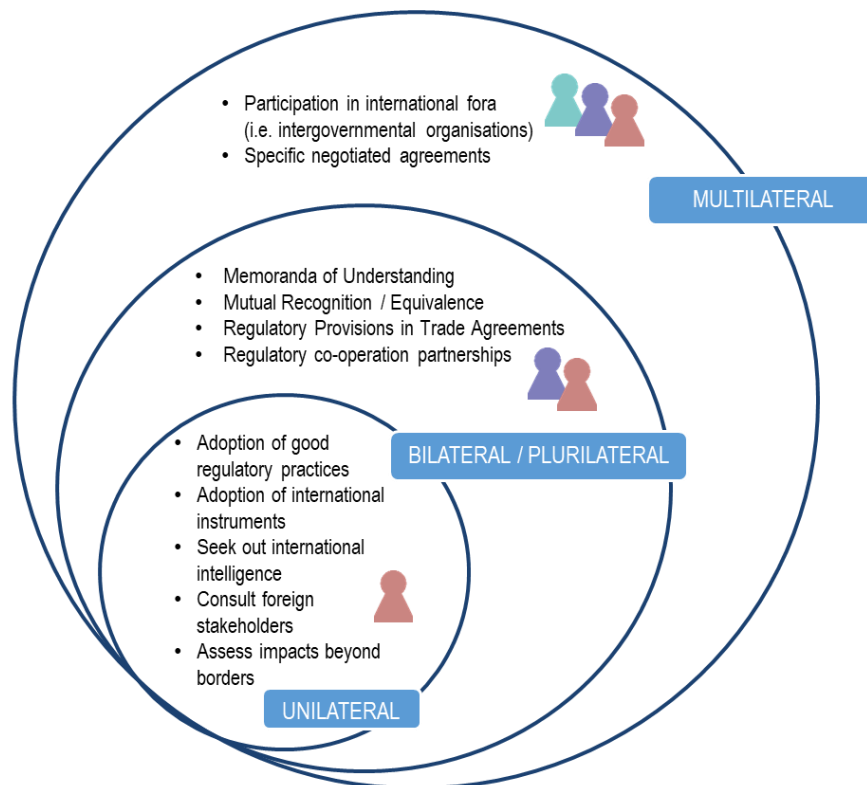 • Participation in international fora
(i.e. intergovernmental organisations)
• Specific negotiated agreements
MULTILATERAL
• Memoranda of Understanding
• Mutual Recognition / Equivalence
• Regulatory Provisions in Trade Agreements
• Regulatory co-operation partnerships
BILATERAL / PLURILATERAL
• Adoption of good
regulatory practices
• Adoption of international
instruments
• Seek out international
intelligence
• Consult foreign
stakeholders
• Assess impacts beyond
borders
UNILATERAL